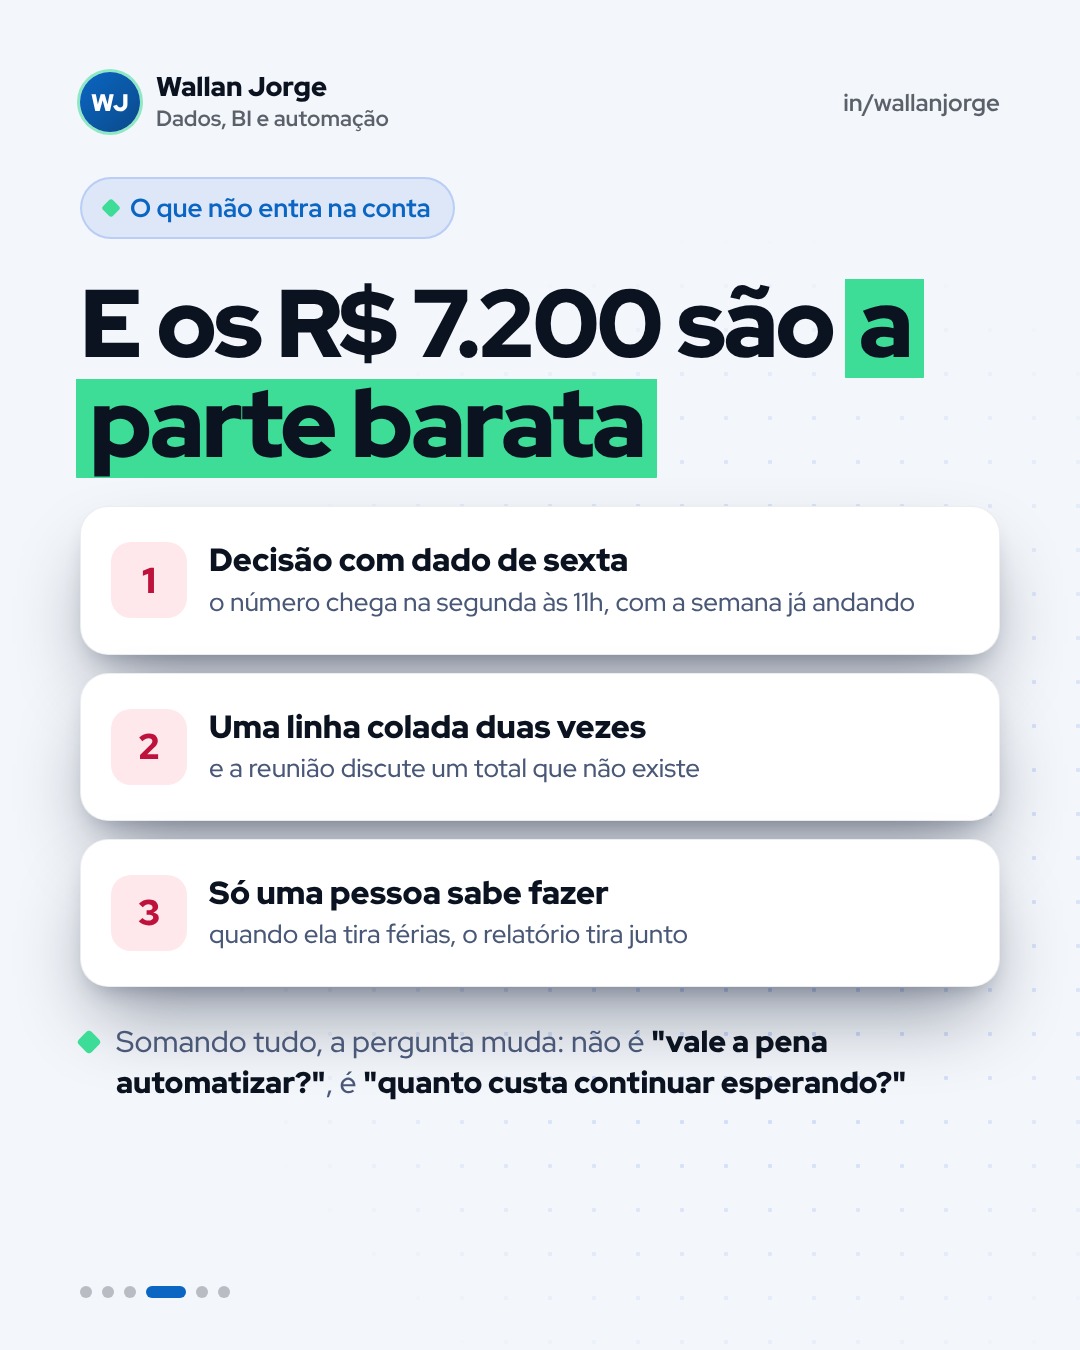 WJ
Wallan Jorge
Dados, BI e automação
in/wallanjorge
O que não entra na conta
E os R$ 7.200 são a
parte barata
1
Decisão com dado de sexta
o número chega na segunda às 11h, com a semana já andando
2
Uma linha colada duas vezes
e a reunião discute um total que não existe
3
Só uma pessoa sabe fazer
quando ela tira férias, o relatório tira junto
Somando tudo, a pergunta muda: não é "vale a pena
automatizar?", é "quanto custa continuar esperando?"